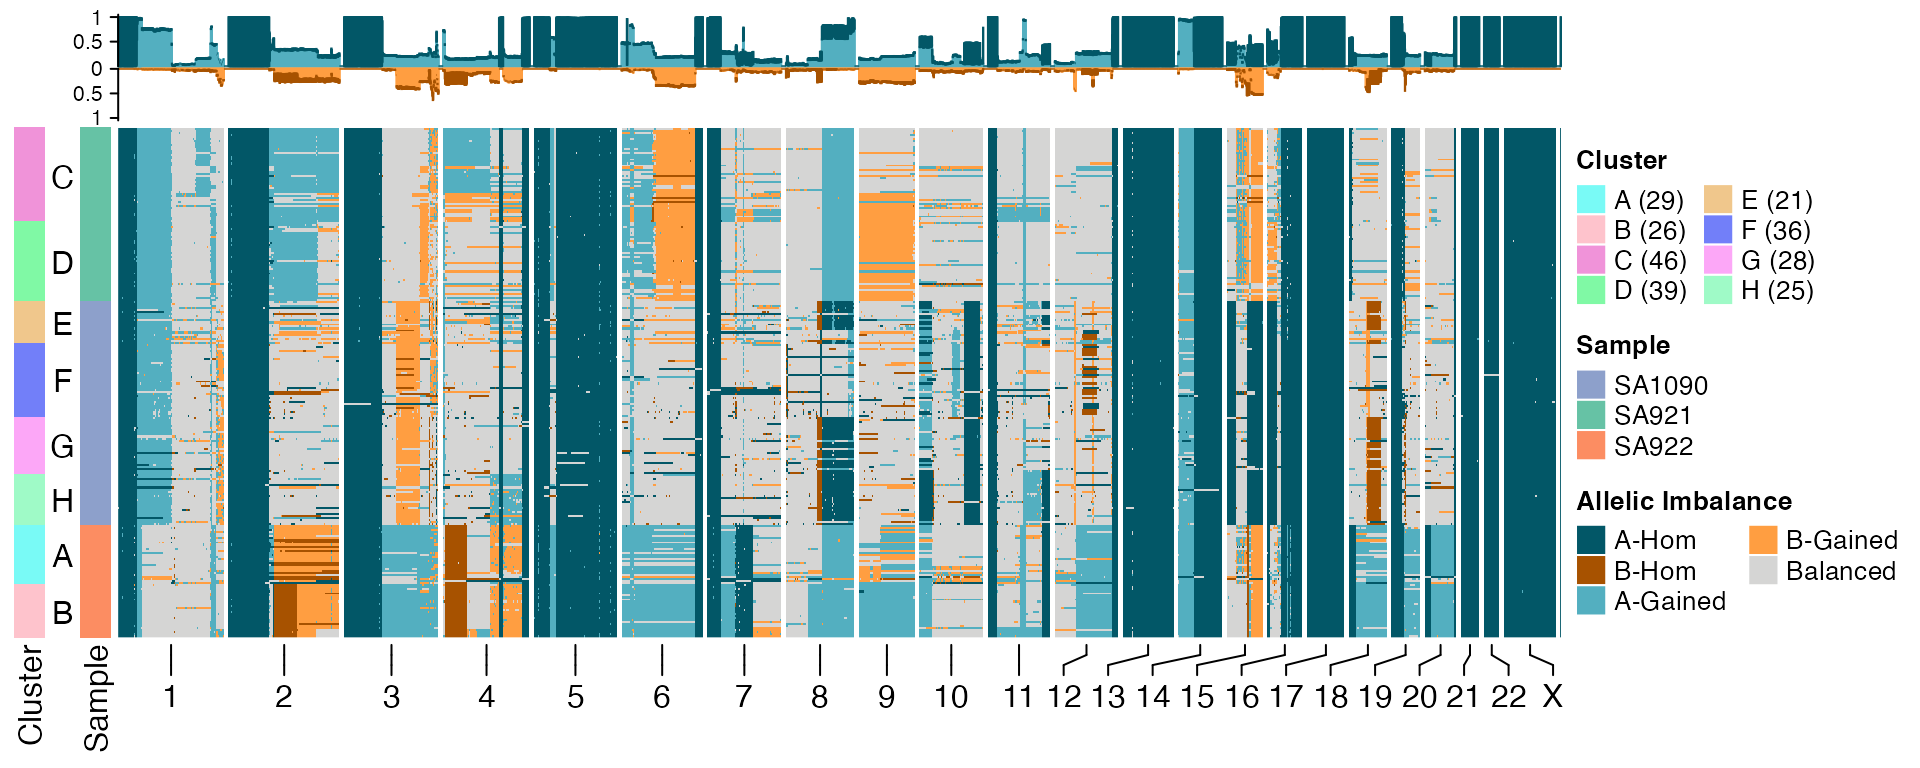 1
0.5
0
0.5
1
C
D
E
F
G
H
A
B
Cluster
Sample
1 2 3 4 5 6 7 8 9 10 11 12 13 14 15 16 17 18 19 20 21 22 X
Cluster
A (29) E (21)
B (26) F (36)
C (46) G (28)
D (39) H (25)
Sample
SA1090
SA921
SA922
Allelic Imbalance
A-Hom B-Gained
B-Hom Balanced
A-Gained